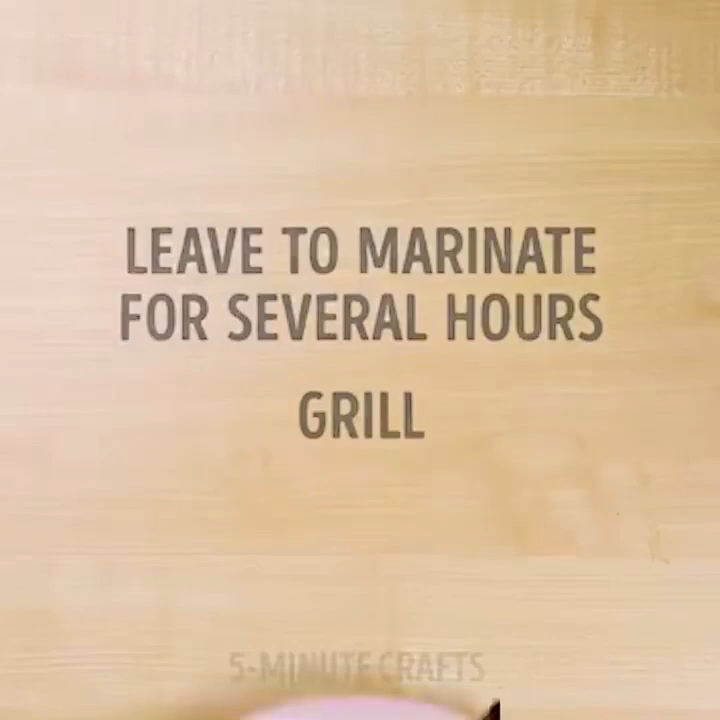 LEAVE TO MARINATE
FOR SEVERAL HOURS
GRILL
5-MINUTE CRAFTS